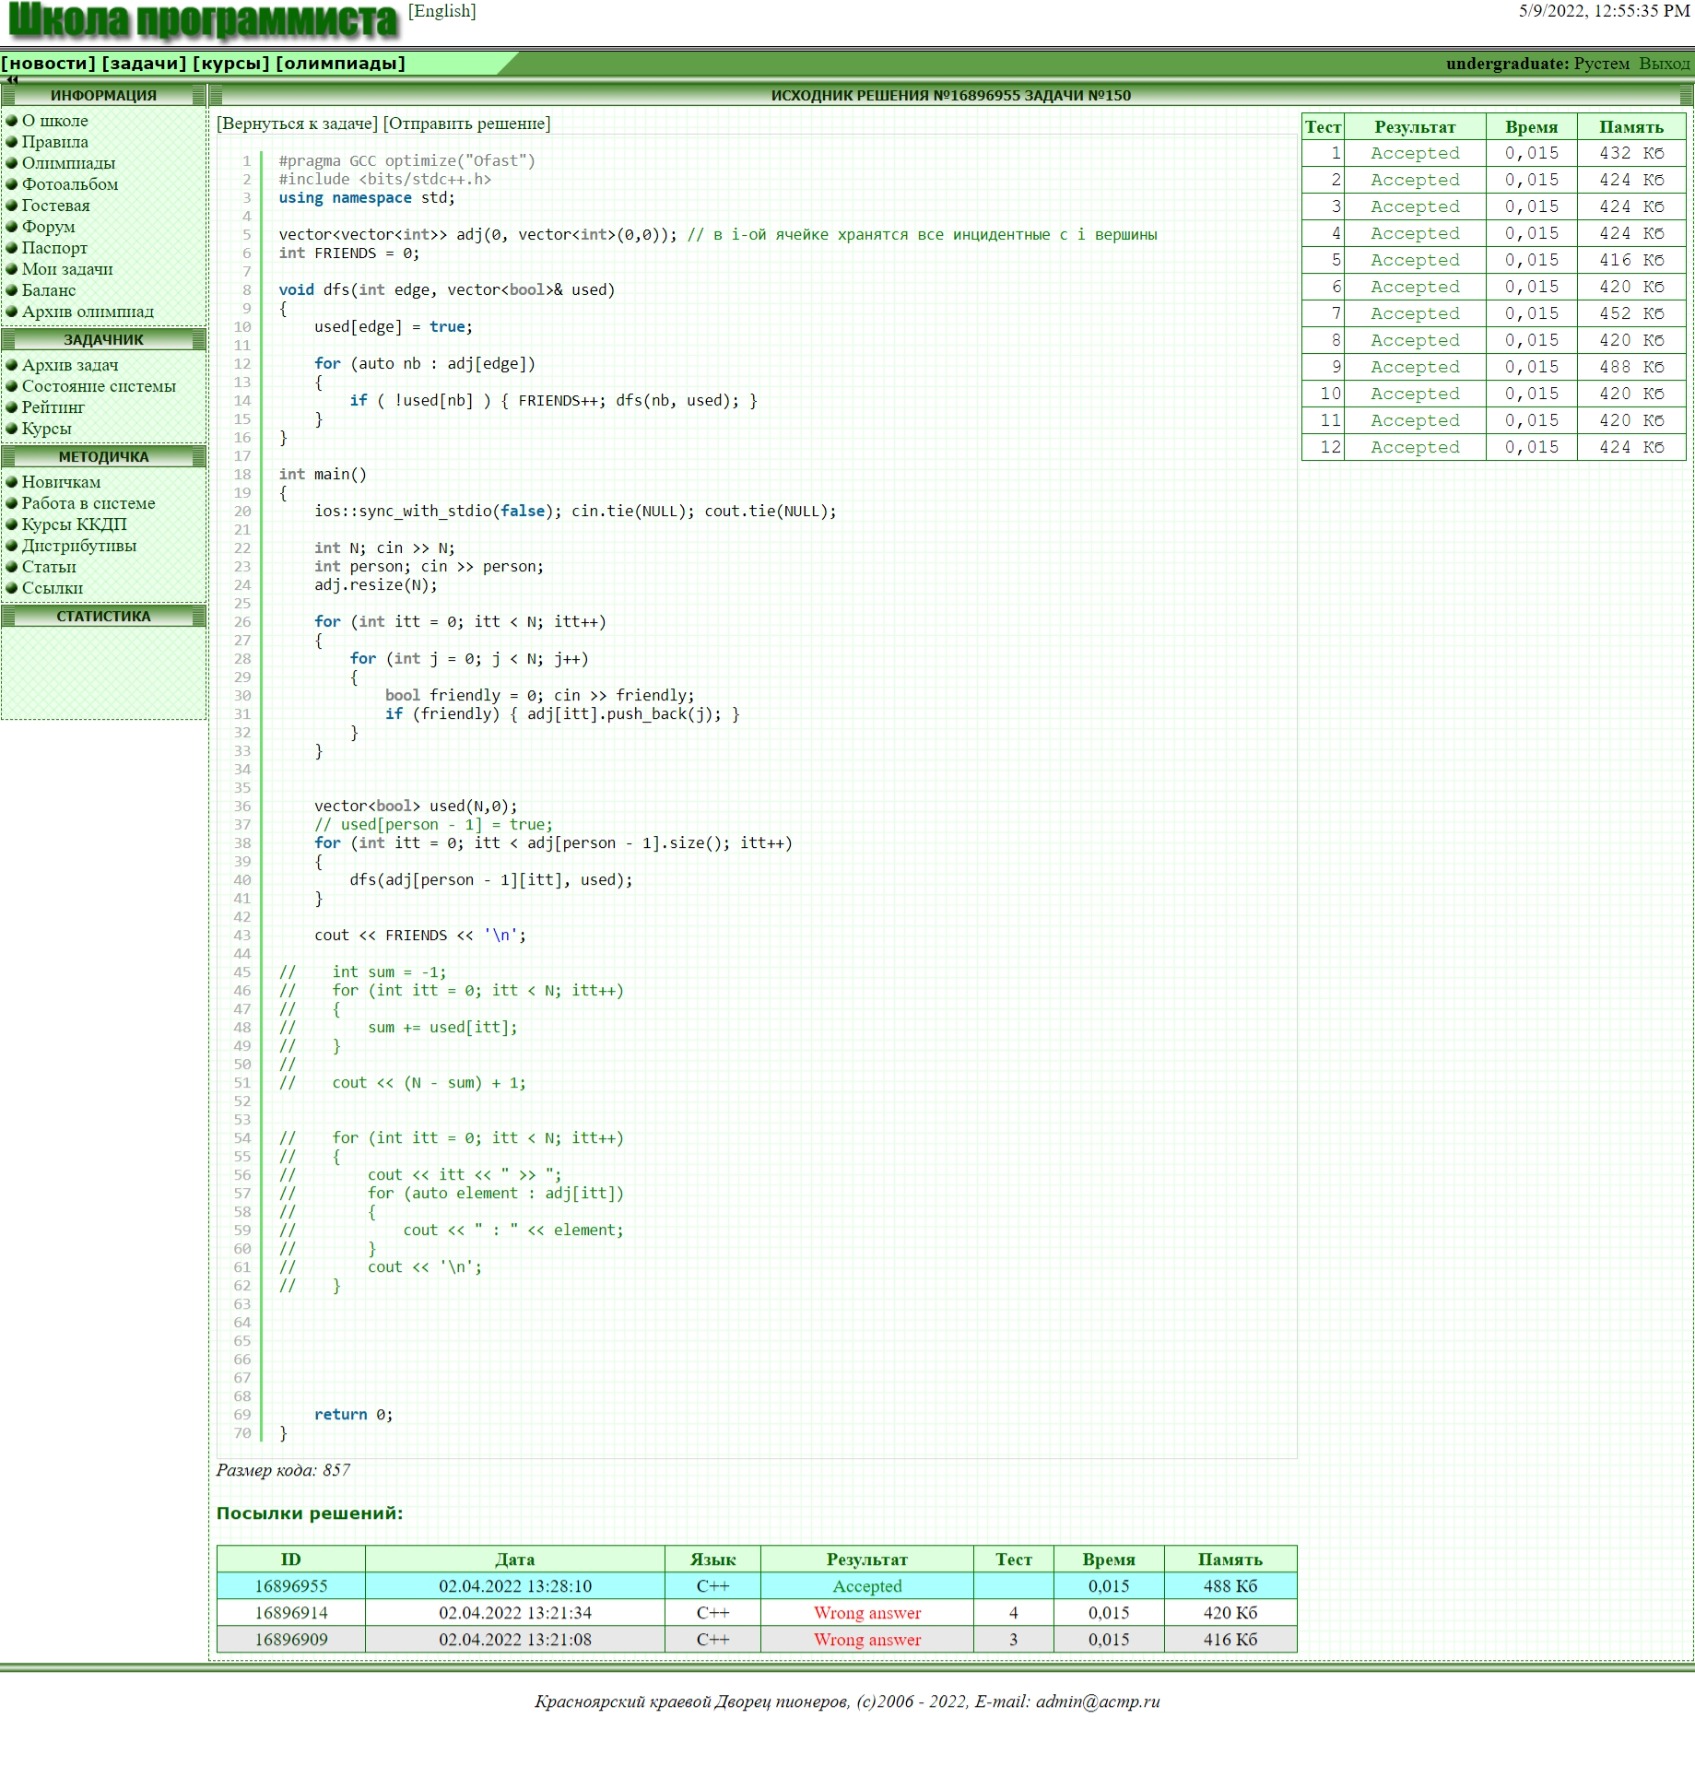 Школа программиста
[English]
5/9/2022, 12:55:35 PM
[новости] [задачи] [курсы] [олимпиады]
undergraduate: Рустем Выход
ИНФОРМАЦИЯ
О школе
Правила
Олимпиады
Фотоальбом
Гостевая
Форум
Паспорт
Мои задачи
Баланс
Архив олимпиад
ЗАДАЧНИК
Архив задач
Состояние системы
Рейтинг
Курсы
МЕТОДИЧКА
Новичкам
Работа в системе
Курсы ККДП
Дистрибутивы
Статьи
Ссылки
СТАТИСТИКА
ИСХОДНИК РЕШЕНИЯ №16896955 ЗАДАЧИ №150
[Вернуться к задаче] [Отправить решение]
1 #pragma GCC optimize("Ofast")
2 #include <bits/stdc++.h>
3 using namespace std;
4
5 vector<vector<int>> adj(0, vector<int>(0,0)); // в i-ой ячейке хранятся все инцидентные с i вершины
6 int FRIENDS = 0;
7
8 void dfs(int edge, vector<bool>& used)
9 {
10     used[edge] = true;
11
12     for (auto nb : adj[edge])
13     {
14         if ( !used[nb] ) { FRIENDS++; dfs(nb, used); }
15     }
16 }
17
18 int main()
19 {
20     ios::sync_with_stdio(false); cin.tie(NULL); cout.tie(NULL);
21
22     int N; cin >> N;
23     int person; cin >> person;
24     adj.resize(N);
25
26     for (int itt = 0; itt < N; itt++)
27     {
28         for (int j = 0; j < N; j++)
29         {
30             bool friendly = 0; cin >> friendly;
31             if (friendly) { adj[itt].push_back(j); }
32         }
33     }
34
35
36     vector<bool> used(N,0);
37     // used[person - 1] = true;
38     for (int itt = 0; itt < adj[person - 1].size(); itt++)
39     {
40         dfs(adj[person - 1][itt], used);
41     }
42
43     cout << FRIENDS << '\n';
44
45 //    int sum = -1;
46 //    for (int itt = 0; itt < N; itt++)
47 //    {
48 //        sum += used[itt];
49 //    }
50 //
51 //    cout << (N - sum) + 1;
52
53
54 //    for (int itt = 0; itt < N; itt++)
55 //    {
56 //        cout << itt << " >> ";
57 //        for (auto element : adj[itt])
58 //        {
59 //            cout << " : " << element;
60 //        }
61 //        cout << '\n';
62 //    }
63
64
65
66
67
68
69     return 0;
70 }
Размер кода: 857
Тест Результат Время Память
1 Accepted 0,015 432 Кб
2 Accepted 0,015 424 Кб
3 Accepted 0,015 424 Кб
4 Accepted 0,015 424 Кб
5 Accepted 0,015 416 Кб
6 Accepted 0,015 420 Кб
7 Accepted 0,015 452 Кб
8 Accepted 0,015 420 Кб
9 Accepted 0,015 488 Кб
10 Accepted 0,015 420 Кб
11 Accepted 0,015 420 Кб
12 Accepted 0,015 424 Кб
Посылки решений:
ID Дата Язык Результат Тест Время Память
16896955 02.04.2022 13:28:10 C++ Accepted 0,015 488 Кб
16896914 02.04.2022 13:21:34 C++ Wrong answer 4 0,015 420 Кб
16896909 02.04.2022 13:21:08 C++ Wrong answer 3 0,015 416 Кб
Красноярский краевой Дворец пионеров, (c)2006 - 2022, E-mail: admin@acmp.ru